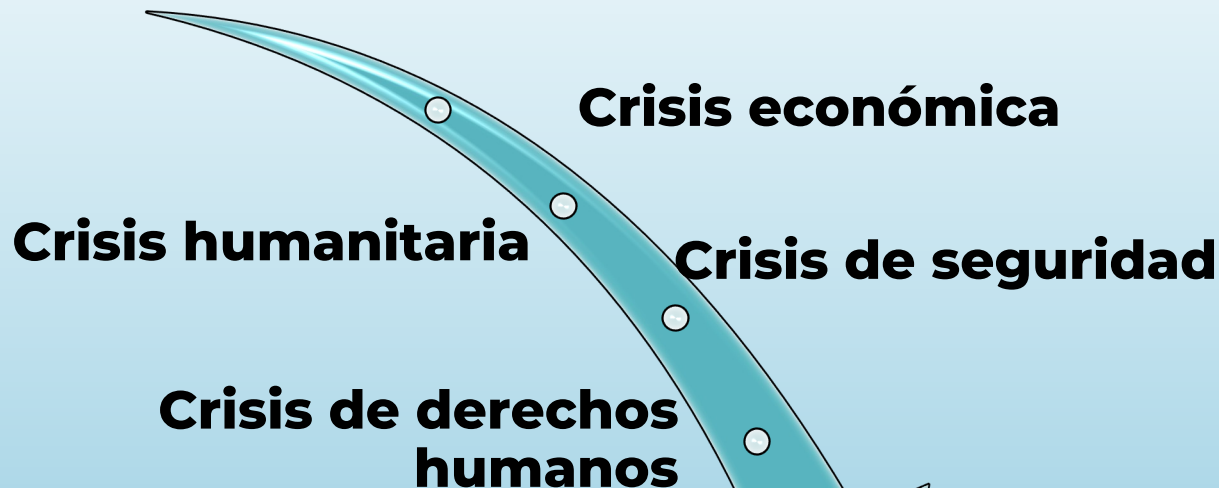 Crisis económica
Crisis humanitaria
Crisis de seguridad
Crisis de derechos
humanos